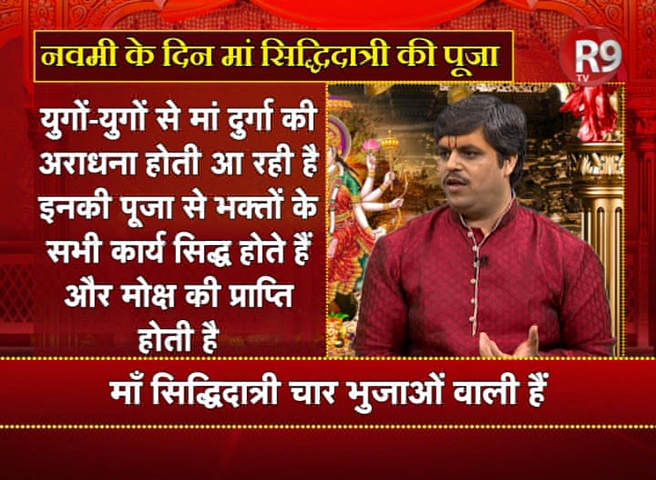 नवमी के दिन मां सिद्धिदात्री की पूजा
R9
TV
युगों-युगों से मां दुर्गा की
अराधना होती आ रही है
इनकी पूजा से भक्तों के
सभी कार्य सिद्ध होते हैं
और मोक्ष की प्राप्ति
होती है
माँ सिद्धिदात्री चार भुजाओं वाली हैं